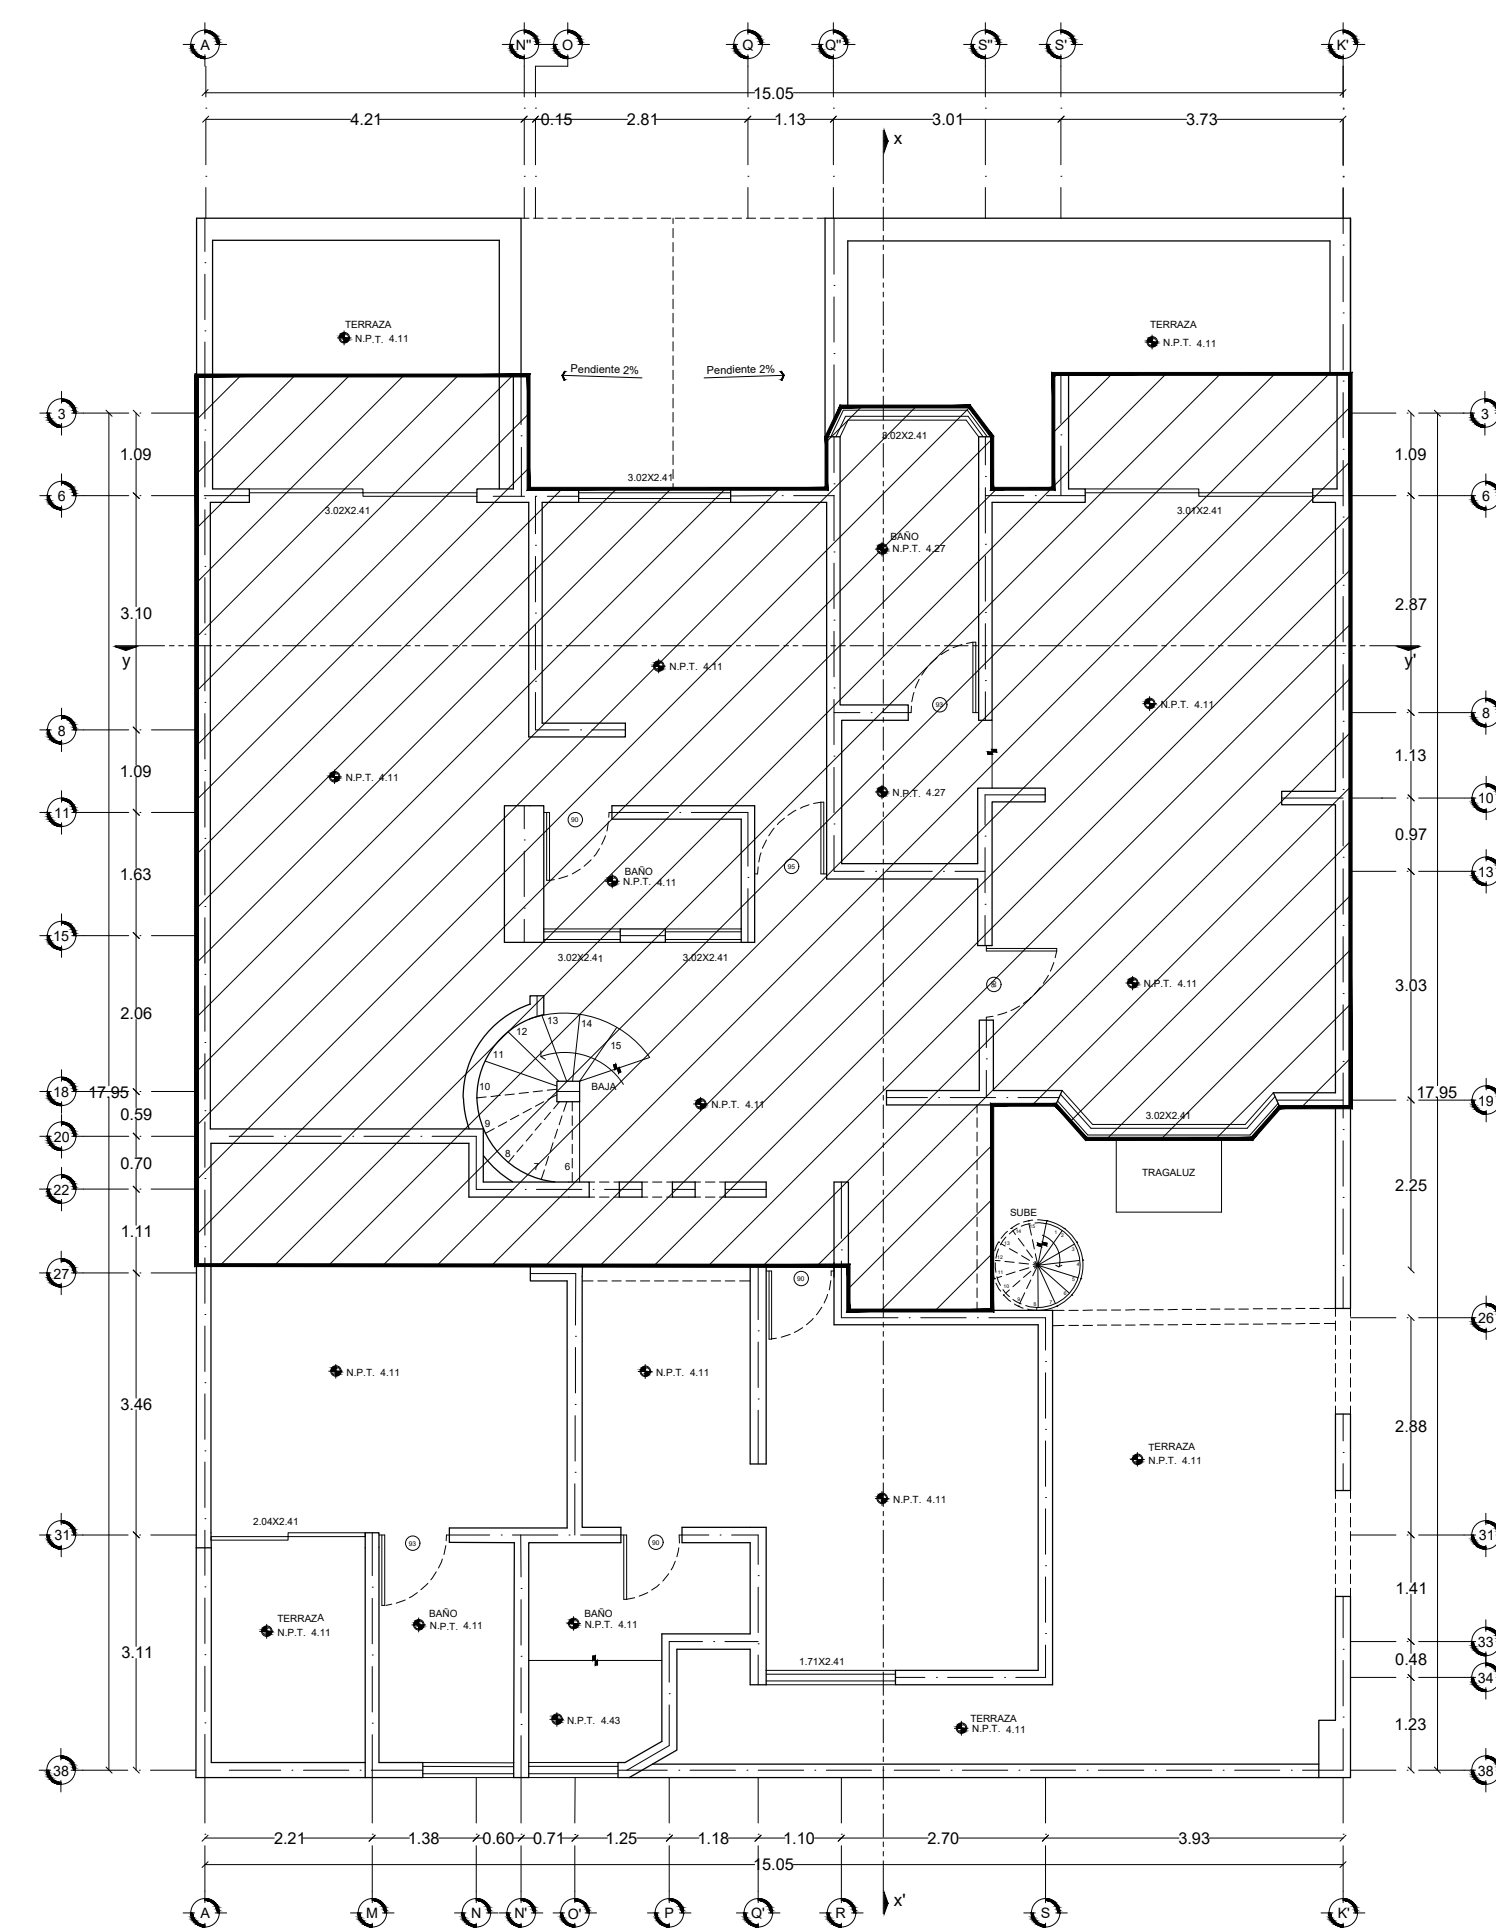 A N" O Q Q" S" S' K'
15.05
4.21 0.15 2.81 1.13 3.01 3.73
x
TERRAZA
N.P.T. 4.11
TERRAZA
N.P.T. 4.11
Pendiente 2% Pendiente 2%
3 3
8.02X2.41
1.09 1.09
3.02X2.41
6 6
3.02X2.41 3.01X2.41
BAÑO
N.P.T. 4.27
3.10 2.87
y y'
N.P.T. 4.11
93
N.P.T. 4.11
8 8
1.13
N.P.T. 4.11
1.09
N.P.T. 4.27
10
11
90
0.97
95
BAÑO
N.P.T. 4.11
1.63
13
15
3.02X2.41 3.02X2.41
N.P.T. 4.11
3.03
2.06
12 13 14
11 15
10
9
8
7 6
BAJA
18 17.95
17.95 19
N.P.T. 4.11
0.59
3.02X2.41
20
0.70
TRAGALUZ
22
2.25
SUBE
1.11
27
90
26
N.P.T. 4.11
N.P.T. 4.11
3.46
2.88
TERRAZA
N.P.T. 4.11
N.P.T. 4.11
2.04X2.41
31 31
93
90
1.41
TERRAZA
N.P.T. 4.11
BAÑO
N.P.T. 4.11
BAÑO
N.P.T. 4.11
33
3.11
1.71X2.41
0.48
34
N.P.T. 4.43
TERRAZA
N.P.T. 4.11
1.23
38 38
2.21 1.38 0.60 0.71 1.25 1.18 1.10 2.70 3.93
15.05
x'
A M N N' O' P Q' R S K'